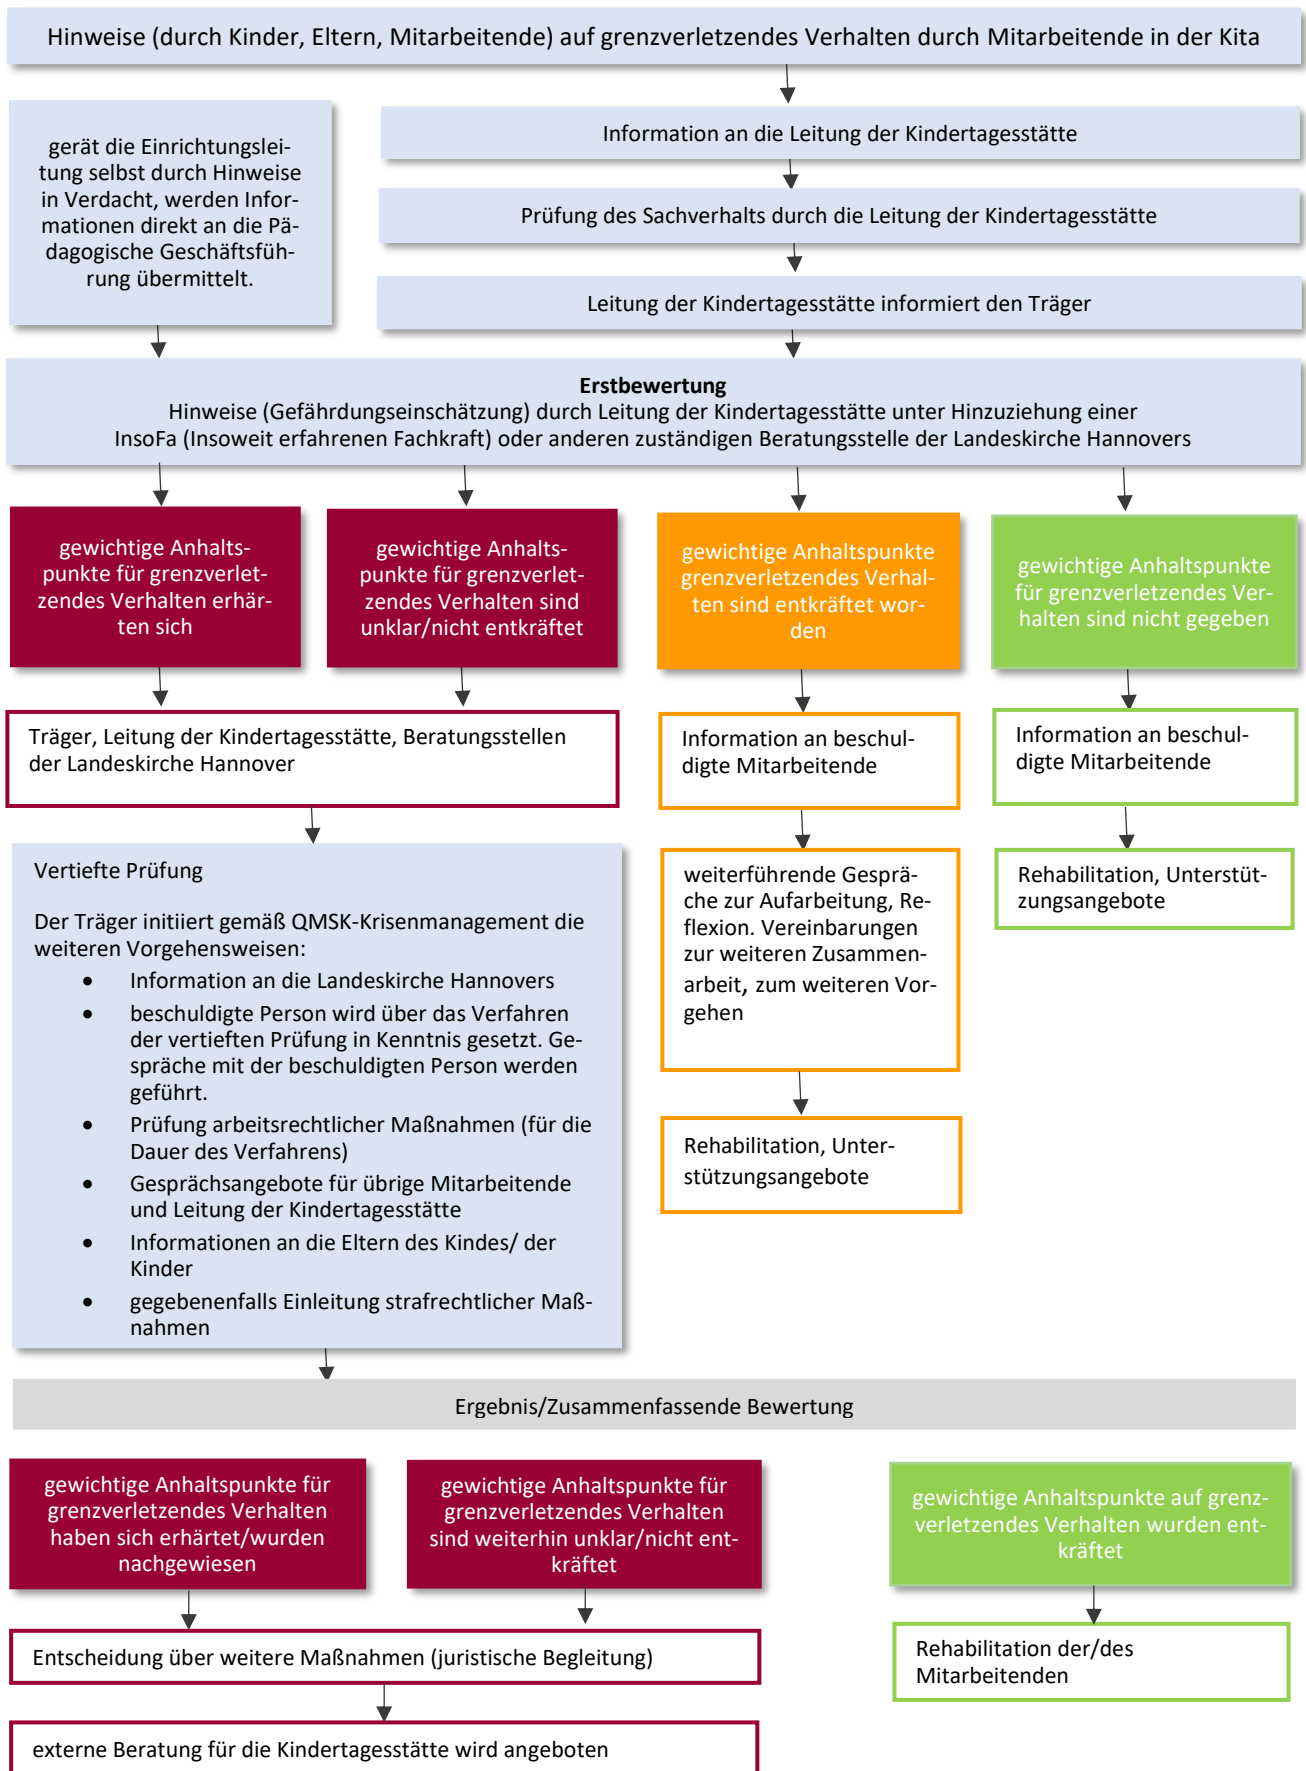 Hinweise (durch Kinder, Eltern, Mitarbeitende) auf grenzverletzendes Verhalten durch Mitarbeitende in der Kita
gerät die Einrichtungslei-
tung selbst durch Hinweise
in Verdacht, werden Infor-
mationen direkt an die Pä-
dagogische Geschäftsfüh-
rung übermittelt.
Information an die Leitung der Kindertagesstätte
Prüfung des Sachverhalts durch die Leitung der Kindertagesstätte
Leitung der Kindertagesstätte informiert den Träger
Erstbewertung
Hinweise (Gefährdungseinschätzung) durch Leitung der Kindertagesstätte unter Hinzuziehung einer
InsoFa (Insoweit erfahrenen Fachkraft) oder anderen zuständigen Beratungsstelle der Landeskirche Hannovers
gewichtige Anhalts-
punkte für grenzverlet-
zendes Verhalten erhär-
ten sich
gewichtige Anhalts-
punkte für grenzverlet-
zendes Verhalten sind
unklar/nicht entkräftet
gewichtige Anhaltspunkte
grenzverletzendes Verhal-
ten sind entkräftet wor-
den
gewichtige Anhaltspunkte
für grenzverletzendes Ver-
halten sind nicht gegeben
Träger, Leitung der Kindertagesstätte, Beratungsstellen
der Landeskirche Hannover
Information an beschul-
digte Mitarbeitende
Information an beschul-
digte Mitarbeitende
Vertiefte Prüfung
Der Träger initiiert gemäß QMSK-Krisenmanagement die
weiteren Vorgehensweisen:
• Information an die Landeskirche Hannovers
• beschuldigte Person wird über das Verfahren
der vertieften Prüfung in Kenntnis gesetzt. Ge-
spräche mit der beschuldigten Person werden
geführt.
• Prüfung arbeitsrechtlicher Maßnahmen (für die
Dauer des Verfahrens)
• Gesprächsangebote für übrige Mitarbeitende
und Leitung der Kindertagesstätte
• Informationen an die Eltern des Kindes/ der
Kinder
• gegebenenfalls Einleitung strafrechtlicher Maß-
nahmen
weiterführende Gesprä-
che zur Aufarbeitung, Re-
flexion. Vereinbarungen
zur weiteren Zusammen-
arbeit, zum weiteren Vor-
gehen
Rehabilitation, Unterstüt-
zungsangebote
Rehabilitation, Unter-
stützungsangebote
Ergebnis/Zusammenfassende Bewertung
gewichtige Anhaltspunkte für
grenzverletzendes Verhalten
haben sich erhärtet/wurden
nachgewiesen
gewichtige Anhaltspunkte für
grenzverletzendes Verhalten
sind weiterhin unklar/nicht ent-
kräftet
gewichtige Anhaltspunkte auf grenz-
verletzendes Verhalten wurden ent-
kräftet
Entscheidung über weitere Maßnahmen (juristische Begleitung)
Rehabilitation der/des
Mitarbeitenden
externe Beratung für die Kindertagesstätte wird angeboten